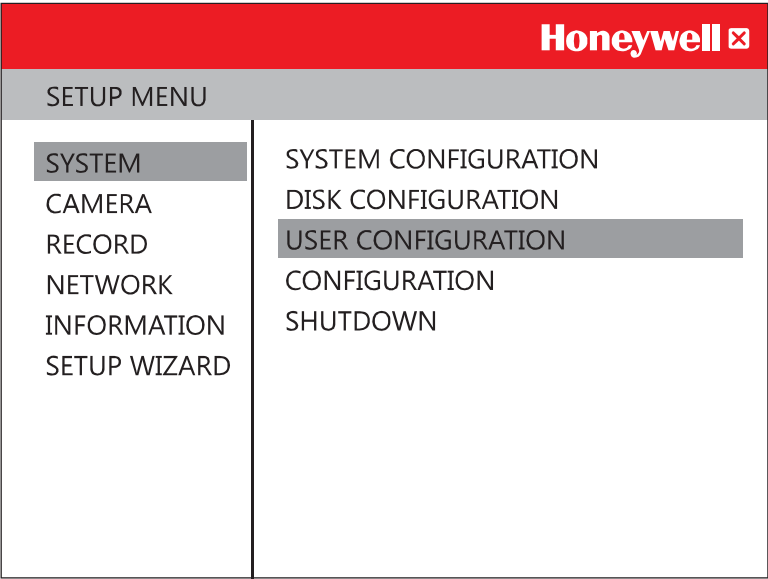 Honeywell
SETUP MENU
SYSTEM
CAMERA
RECORD
NETWORK
INFORMATION
SETUP WIZARD
SYSTEM CONFIGURATION
DISK CONFIGURATION
USER CONFIGURATION
CONFIGURATION
SHUTDOWN